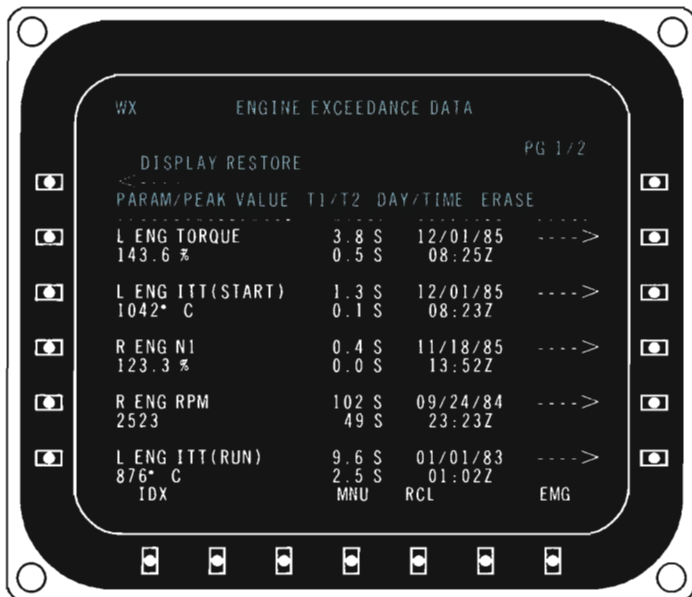 WX ENGINE EXCEEDANCE DATA
PG 1/2
DISPLAY RESTORE
<----
PARAM/PEAK VALUE T1/T2 DAY/TIME ERASE
L ENG TORQUE 3.8 S 12/01/85 ---->
143.6 % 0.5 S 08:25Z
L ENG ITT(START) 1.3 S 12/01/85 ---->
1042° C 0.1 S 08:23Z
R ENG N1 0.4 S 11/18/85 ---->
123.3 % 0.0 S 13:52Z
R ENG RPM 102 S 09/24/84 ---->
2523 49 S 23:23Z
L ENG ITT(RUN) 9.6 S 01/01/83 ---->
876° C 2.5 S 01:02Z
IDX MNU RCL EMG